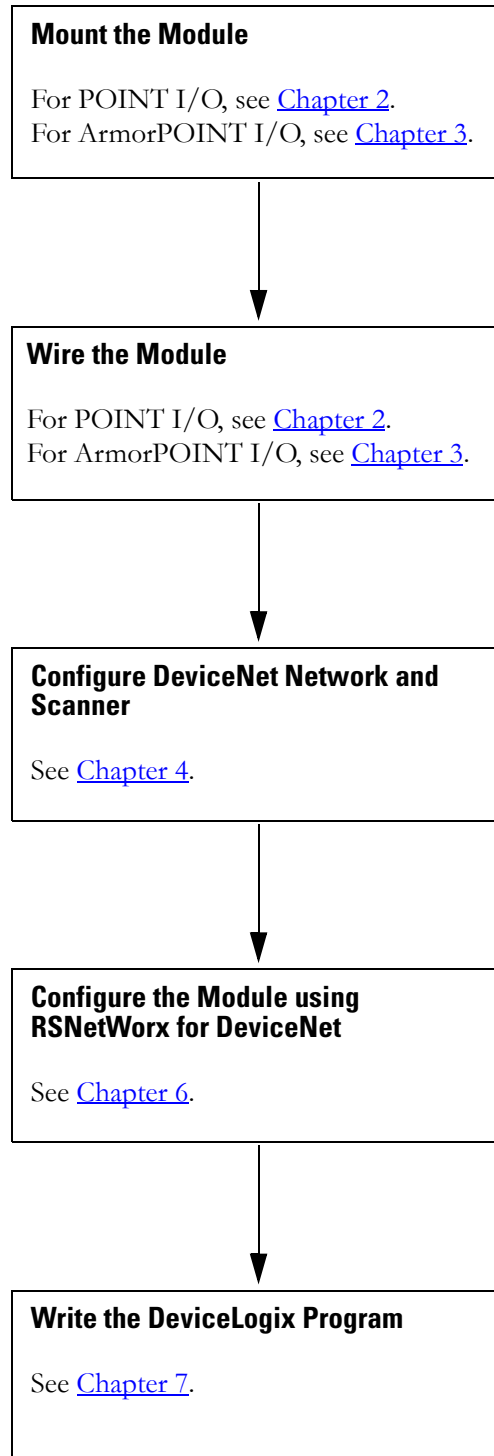 Mount the Module
For POINT I/O, see Chapter 2.
For ArmorPOINT I/O, see Chapter 3.
Wire the Module
For POINT I/O, see Chapter 2.
For ArmorPOINT I/O, see Chapter 3.
Configure DeviceNet Network and
Scanner
See Chapter 4.
Configure the Module using
RSNetWorx for DeviceNet
See Chapter 6.
Write the DeviceLogix Program
See Chapter 7.